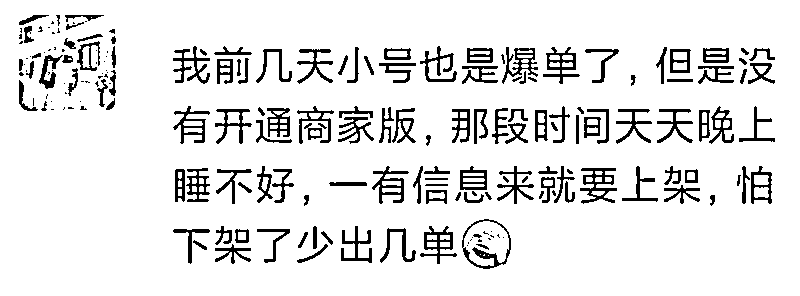 我前几天小号也是爆单了，但是没
有开通商家版，那段时间天天晚上
睡不好，一有信息来就要上架，怕
下架了少出几单